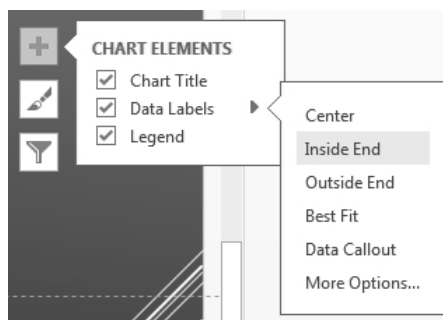 CHART ELEMENTS
Chart Title
Data Labels
Legend
Center
Inside End
Outside End
Best Fit
Data Callout
More Options...